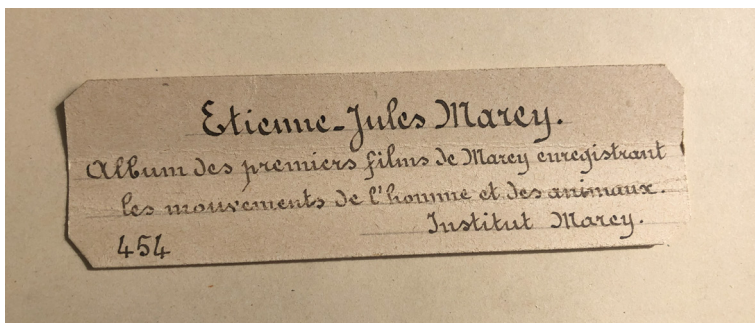 Etienne-Jules Marey.
Album des premiers films de Marey enregistrant
les mouvements de l'homme et des animaux.
Institut Marey.
454